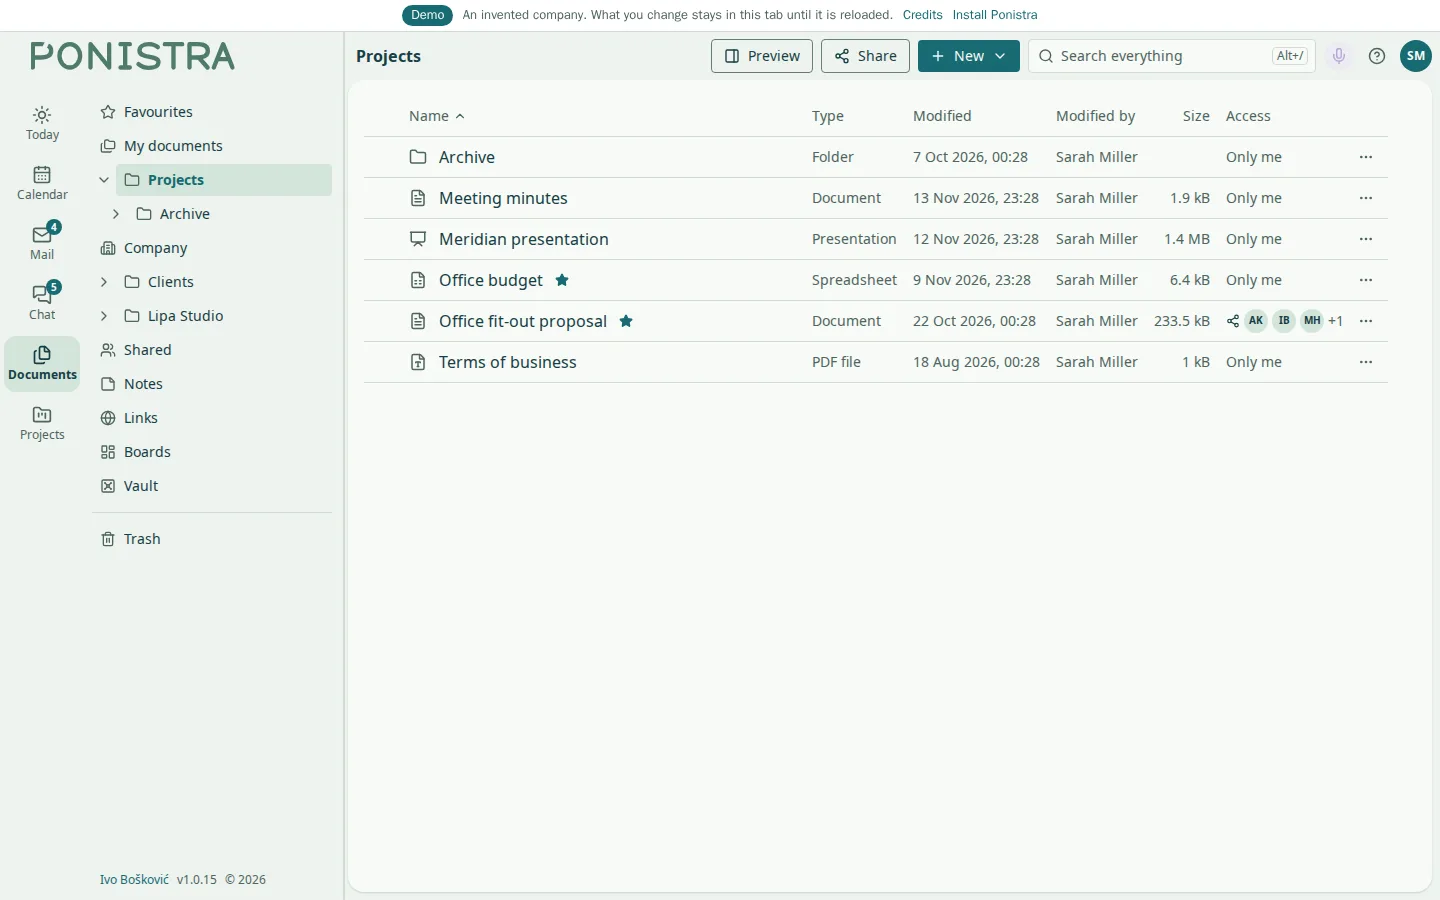 Demo An invented company. What you change stays in this tab until it is reloaded. Credits Install Ponistra
PONISTRA
Projects
Preview
Share
New
Search everything Alt+/
SM
Today
Calendar
4
Mail
5
Chat
Documents
Projects
Favourites
My documents
Projects
Archive
Company
Clients
Lipa Studio
Shared
Notes
Links
Boards
Vault
Trash
Name Type Modified Modified by Size Access
Archive Folder 7 Oct 2026, 00:28 Sarah Miller Only me
Meeting minutes Document 13 Nov 2026, 23:28 Sarah Miller 1.9 kB Only me
Meridian presentation Presentation 12 Nov 2026, 23:28 Sarah Miller 1.4 MB Only me
Office budget Spreadsheet 9 Nov 2026, 23:28 Sarah Miller 6.4 kB Only me
Office fit-out proposal Document 22 Oct 2026, 00:28 Sarah Miller 233.5 kB AK IB MH +1
Terms of business PDF file 18 Aug 2026, 00:28 Sarah Miller 1 kB Only me
Ivo Bošković v1.0.15 © 2026